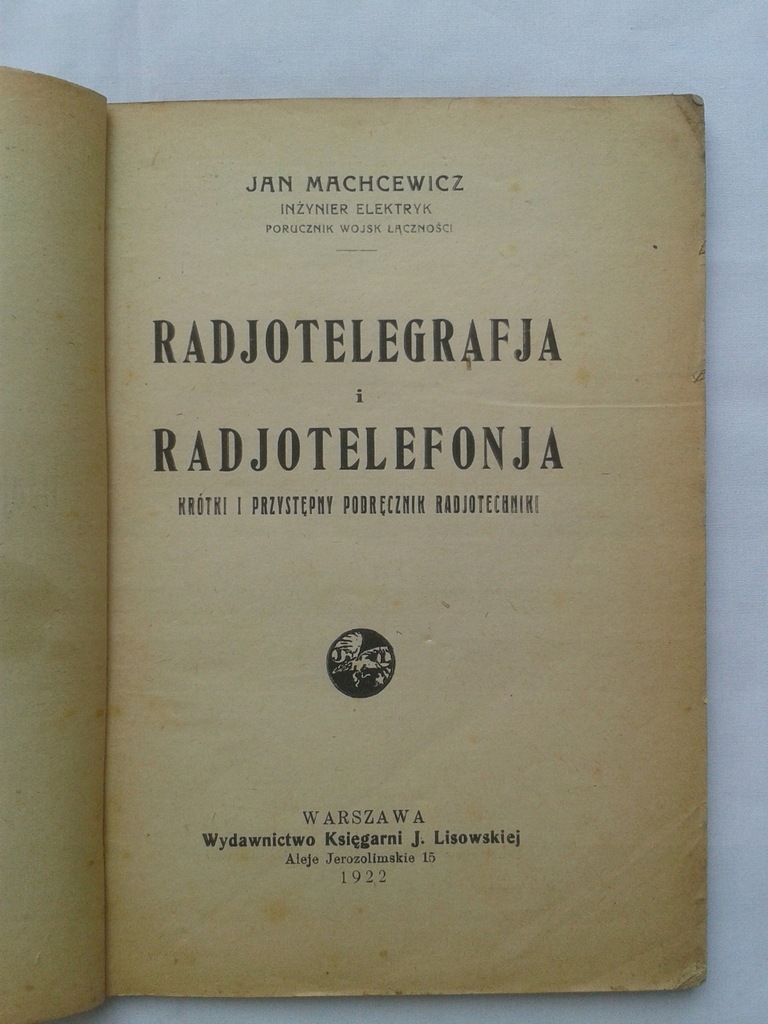 JAN MACHCEWICZ
INŻYNIER ELEKTRYK
PORUCZNIK WOJSK ŁĄCZNOŚCI
RADJOTELEGRAFJA
i
RADJOTELEFONJA
KRÓTKI I PRZYSTĘPNY PODRĘCZNIK RADJOTECHNIKI
WARSZAWA
Wydawnictwo Księgarni J. Lisowskiej
Aleje Jerozolimskie 15
1922